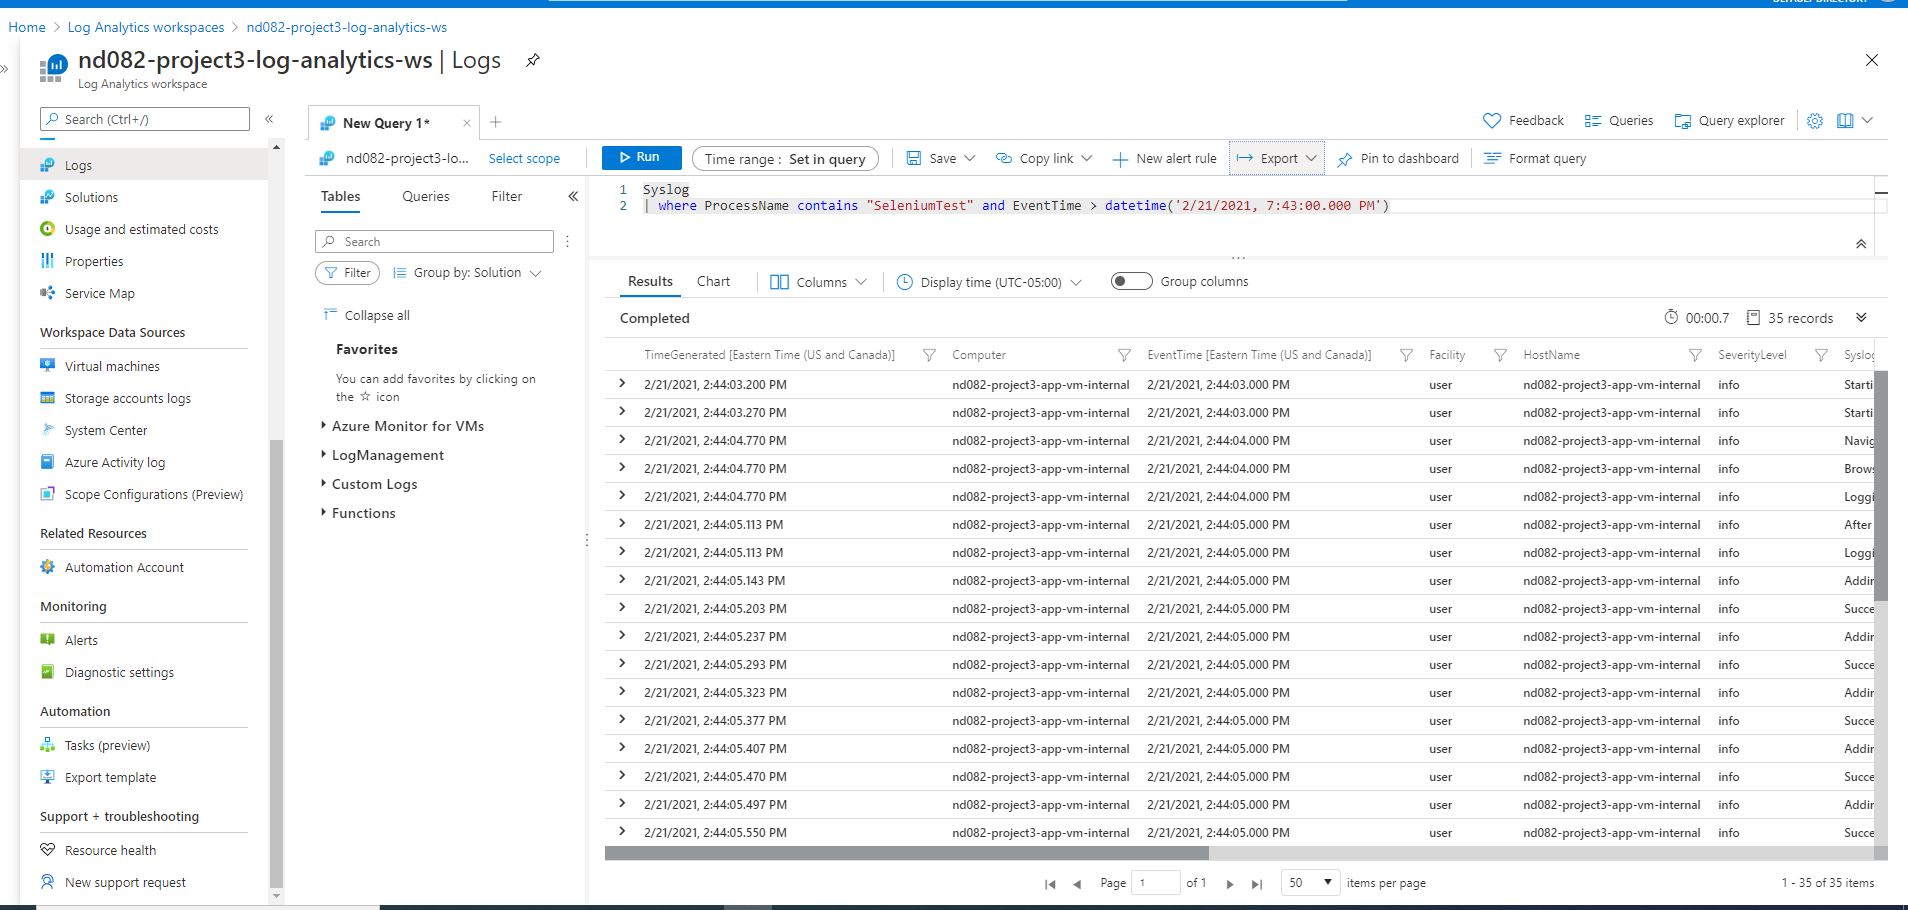 DEFAULT DIRECTORY
Home > Log Analytics workspaces > nd082-project3-log-analytics-ws
nd082-project3-log-analytics-ws | Logs
Log Analytics workspace
Search (Ctrl+/)
Logs
Solutions
Usage and estimated costs
Properties
Service Map
Workspace Data Sources
Virtual machines
Storage accounts logs
System Center
Azure Activity log
Scope Configurations (Preview)
Related Resources
Automation Account
Monitoring
Alerts
Diagnostic settings
Automation
Tasks (preview)
Export template
Support + troubleshooting
Resource health
New support request
New Query 1*
Feedback Queries Query explorer
nd082-project3-lo... Select scope Run Time range : Set in query Save Copy link New alert rule Export Pin to dashboard Format query
Tables Queries Filter
Search
Filter Group by: Solution
Collapse all
Favorites
You can add favorites by clicking on
the ☆ icon
Azure Monitor for VMs
LogManagement
Custom Logs
Functions
1 Syslog
2 | where ProcessName contains "SeleniumTest" and EventTime > datetime('2/21/2021, 7:43:00.000 PM')
Results Chart Columns Display time (UTC-05:00) Group columns
Completed 00:00.7 35 records
TimeGenerated [Eastern Time (US and Canada)] Computer EventTime [Eastern Time (US and Canada)] Facility HostName SeverityLevel Syslog
2/21/2021, 2:44:03.200 PM nd082-project3-app-vm-internal 2/21/2021, 2:44:03.000 PM user nd082-project3-app-vm-internal info Starti
2/21/2021, 2:44:03.270 PM nd082-project3-app-vm-internal 2/21/2021, 2:44:03.000 PM user nd082-project3-app-vm-internal info Starti
2/21/2021, 2:44:04.770 PM nd082-project3-app-vm-internal 2/21/2021, 2:44:04.000 PM user nd082-project3-app-vm-internal info Navig
2/21/2021, 2:44:04.770 PM nd082-project3-app-vm-internal 2/21/2021, 2:44:04.000 PM user nd082-project3-app-vm-internal info Brows
2/21/2021, 2:44:04.770 PM nd082-project3-app-vm-internal 2/21/2021, 2:44:04.000 PM user nd082-project3-app-vm-internal info Loggi
2/21/2021, 2:44:05.113 PM nd082-project3-app-vm-internal 2/21/2021, 2:44:05.000 PM user nd082-project3-app-vm-internal info After
2/21/2021, 2:44:05.113 PM nd082-project3-app-vm-internal 2/21/2021, 2:44:05.000 PM user nd082-project3-app-vm-internal info Loggi
2/21/2021, 2:44:05.143 PM nd082-project3-app-vm-internal 2/21/2021, 2:44:05.000 PM user nd082-project3-app-vm-internal info Addin
2/21/2021, 2:44:05.203 PM nd082-project3-app-vm-internal 2/21/2021, 2:44:05.000 PM user nd082-project3-app-vm-internal info Succe
2/21/2021, 2:44:05.237 PM nd082-project3-app-vm-internal 2/21/2021, 2:44:05.000 PM user nd082-project3-app-vm-internal info Addin
2/21/2021, 2:44:05.293 PM nd082-project3-app-vm-internal 2/21/2021, 2:44:05.000 PM user nd082-project3-app-vm-internal info Succe
2/21/2021, 2:44:05.323 PM nd082-project3-app-vm-internal 2/21/2021, 2:44:05.000 PM user nd082-project3-app-vm-internal info Addin
2/21/2021, 2:44:05.377 PM nd082-project3-app-vm-internal 2/21/2021, 2:44:05.000 PM user nd082-project3-app-vm-internal info Succe
2/21/2021, 2:44:05.407 PM nd082-project3-app-vm-internal 2/21/2021, 2:44:05.000 PM user nd082-project3-app-vm-internal info Addin
2/21/2021, 2:44:05.470 PM nd082-project3-app-vm-internal 2/21/2021, 2:44:05.000 PM user nd082-project3-app-vm-internal info Succe
2/21/2021, 2:44:05.497 PM nd082-project3-app-vm-internal 2/21/2021, 2:44:05.000 PM user nd082-project3-app-vm-internal info Addin
2/21/2021, 2:44:05.550 PM nd082-project3-app-vm-internal 2/21/2021, 2:44:05.000 PM user nd082-project3-app-vm-internal info Succe
Page 1 of 1 50 items per page 1 - 35 of 35 items